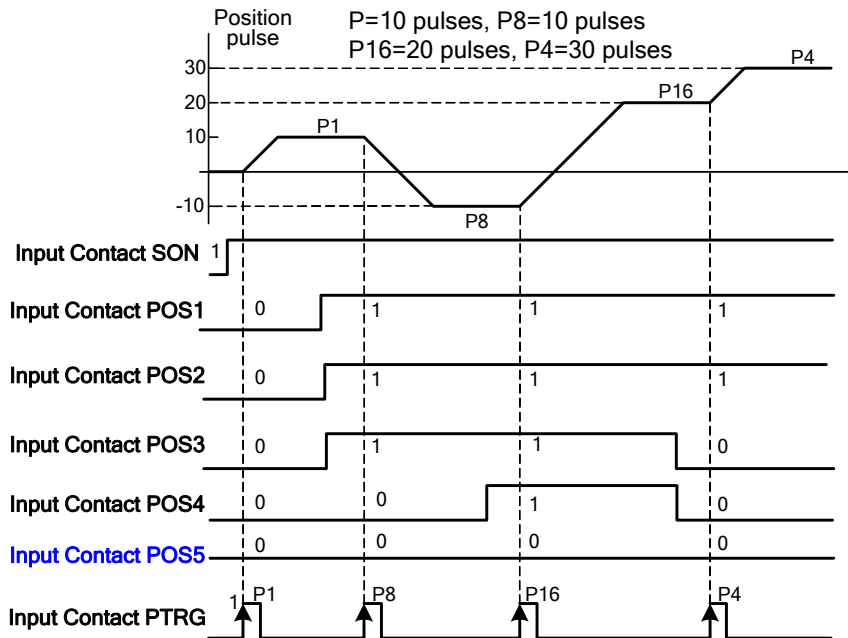 Position
pulse
P=10 pulses, P8=10 pulses
P16=20 pulses, P4=30 pulses
30
20
10
-10
P1
P8
P16
P4
Input Contact SON 1
Input Contact POS1 0 1 1 1
Input Contact POS2 0 1 1 1
Input Contact POS3 0 1 1 0
Input Contact POS4 0 0 1 0
Input Contact POS5 0 0 0 0
Input Contact PTRG 1 P1 P8 P16 P4